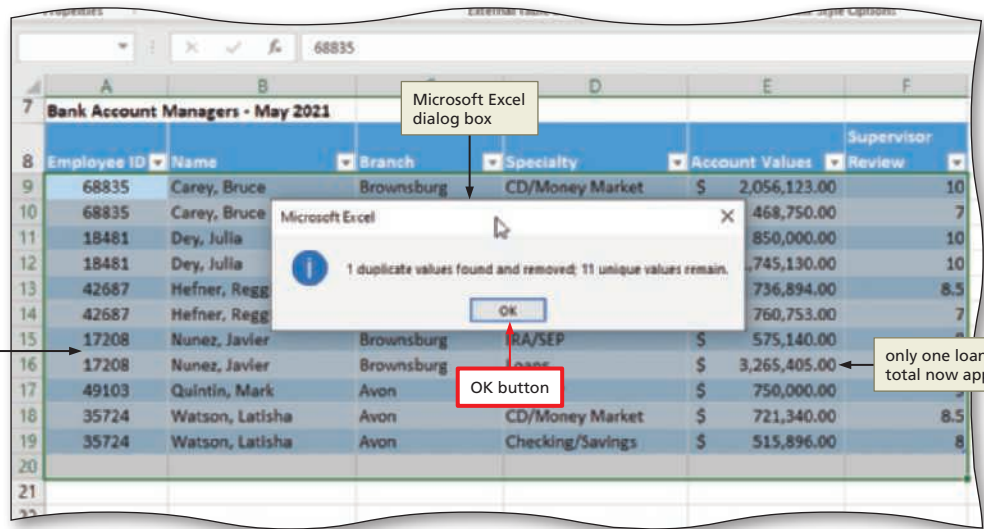 Properties
External Table
Style Options
68835
A B D E F
7 Bank Account Managers - May 2021
Microsoft Excel
dialog box
8 Employee ID Name Branch Specialty Account Values Supervisor Review
9 68835 Carey, Bruce Brownsburg CD/Money Market $ 2,056,123.00 10
10 68835 Carey, Bruce 468,750.00 7
11 18481 Dey, Julia 850,000.00 10
12 18481 Dey, Julia ,745,130.00 10
13 42687 Hefner, Regg 736,894.00 8.5
14 42687 Hefner, Regg 760,753.00 7
Microsoft Excel
1 duplicate values found and removed; 11 unique values remain.
OK
15 17208 Nunez, Javier Brownsburg IRA/SEP $ 575,140.00
16 17208 Nunez, Javier Brownsburg Loans $ 3,265,405.00
only one loan
total now app
OK button
17 49103 Quintin, Mark Avon $ 750,000.00
18 35724 Watson, Latisha Avon CD/Money Market $ 721,340.00 8.5
19 35724 Watson, Latisha Avon Checking/Savings $ 515,896.00 8
20
21